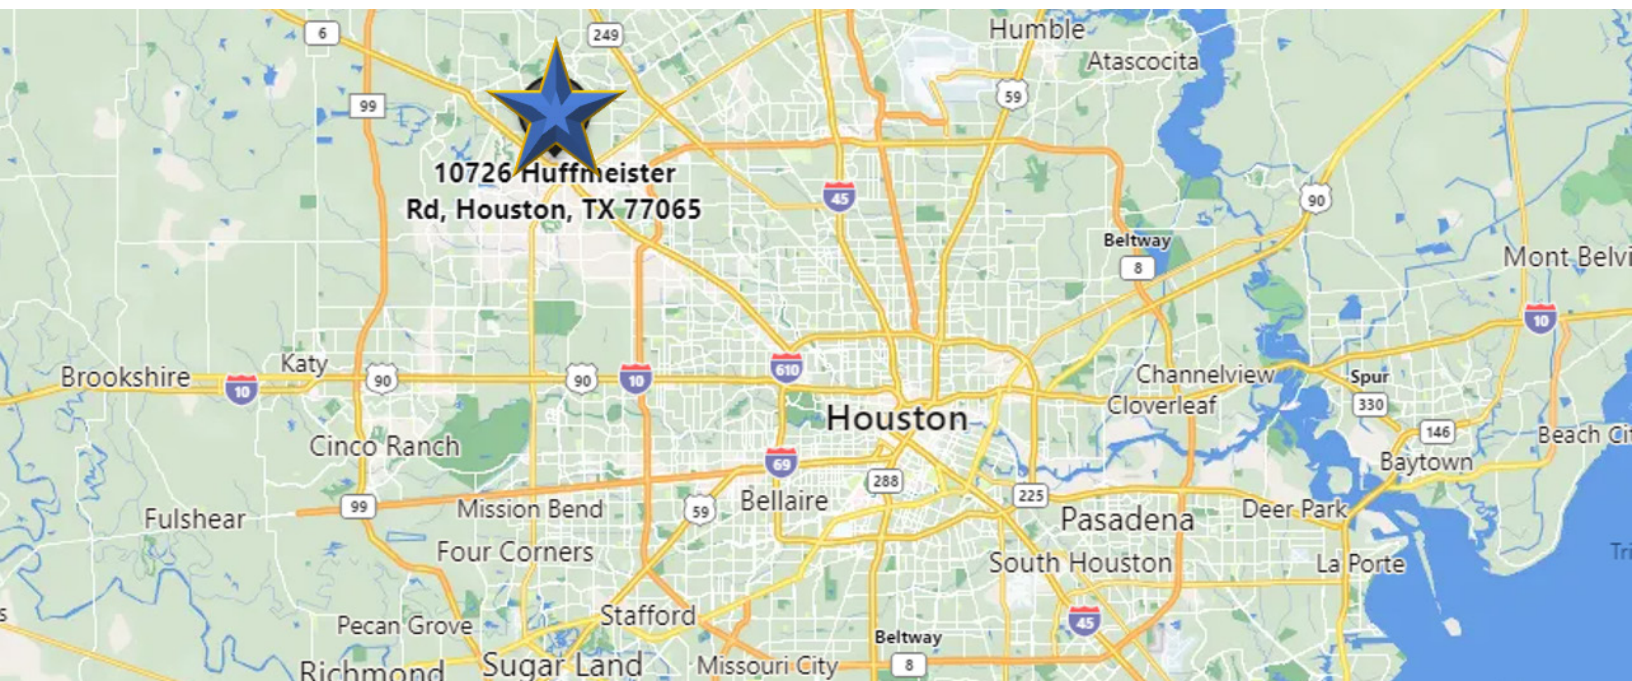 6
249
Humble
Atascocita
99
59
10726 Huffmeister
Rd, Houston, TX 77065
45
90
Beltway
8
Mont Belvi
10
610
Katy
Brookshire
10
90
90
10
Channelview
Spur
330
Cloverleaf
Houston
146
Beach Cit
Cinco Ranch
69
Baytown
288
225
Bellaire
99
Mission Bend
59
Deer Park
Fulshear
Pasadena
Four Corners
South Houston
La Porte
Tri
s
Stafford
Pecan Grove
45
Beltway
8
Richmond
Sugar Land
Missouri City